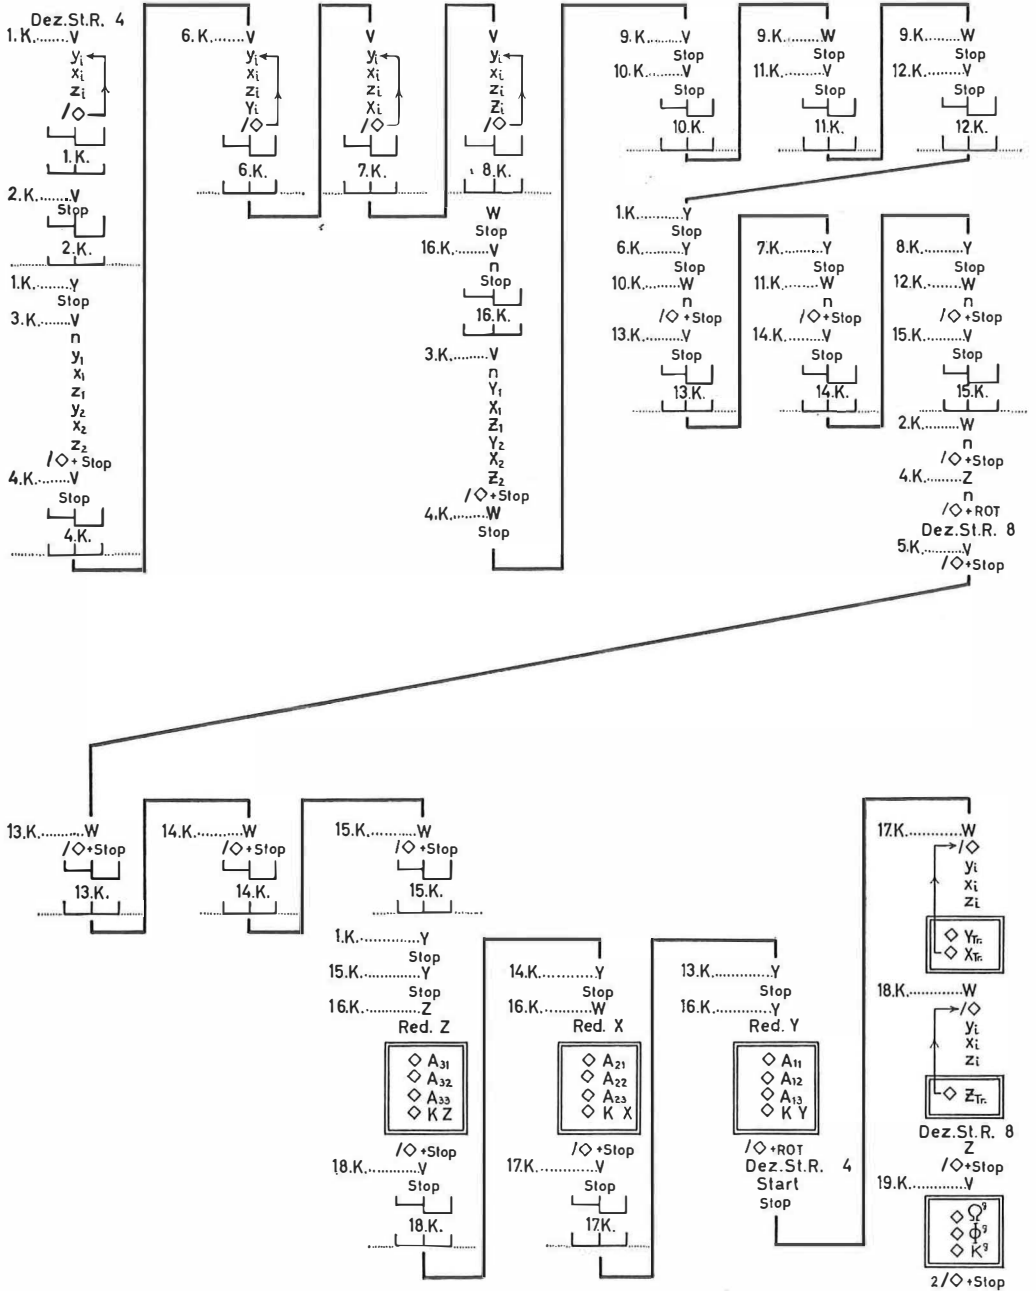 Dez.St.R. 4
1.K. ........ V
yᵢ
xᵢ
zᵢ
/◇
1.K.
2.K. ........ V
Stop
2.K.
1.K. ........ Y
Stop
3.K. ........ V
n
y₁
x₁
z₁
y₂
x₂
z₂
/◇+Stop
4.K. ........ V
Stop
4.K.
6.K. ........ V
yᵢ
xᵢ
zᵢ
Yᵢ
/◇
6.K.
V
yᵢ
xᵢ
zᵢ
Xᵢ
/◇
7.K.
V
yᵢ
xᵢ
zᵢ
Zᵢ
/◇
8.K.
W
Stop
16.K. ........ V
n
Stop
16.K.
3.K. ........ V
n
Y₁
X₁
Z₁
Y₂
X₂
Z₂
/◇+Stop
4.K. ........ W
Stop
9.K. ........ V
Stop
10.K. ........ V
Stop
10.K.
9.K. ........ W
Stop
11.K. ........ V
Stop
11.K.
9.K. ........ W
Stop
12.K. ........ V
Stop
12.K.
1.K. ........ Y
Stop
6.K. ........ Y
Stop
10.K. ........ W
n
/◇+Stop
13.K. ........ V
Stop
13.K.
7.K. ........ Y
Stop
11.K. ........ W
n
/◇+Stop
14.K. ........ V
Stop
14.K.
8.K. ........ Y
Stop
12.K. ........ W
n
/◇+Stop
15.K. ........ V
Stop
15.K.
2.K. ........ W
n
/◇+Stop
4.K. ........ Z
n
/◇+ROT
Dez.St.R. 8
5.K. ........ V
/◇+Stop
13.K. ........ W
/◇+Stop
13.K.
14.K. ........ W
/◇+Stop
14.K.
15.K. ........ W
/◇+Stop
15.K.
1.K. ........ Y
Stop
15.K. ........ Y
Stop
16.K. ........ Z
Red. Z
◇ A₃₁
◇ A₃₂
◇ A₃₃
◇ K Z
/◇+Stop
18.K. ........ V
Stop
18.K.
14.K. ........ Y
Stop
16.K. ........ W
Red. X
◇ A₂₁
◇ A₂₂
◇ A₂₃
◇ K X
/◇+Stop
17.K. ........ V
Stop
17.K.
13.K. ........ Y
Stop
16.K. ........ Y
Red. Y
◇ A₁₁
◇ A₁₂
◇ A₁₃
◇ K Y
/◇+ROT
Dez.St.R. 4
Start
Stop
17.K. ........ W
/◇
yᵢ
xᵢ
zᵢ
◇ Y Tr.
◇ X Tr.
18.K. ........ W
/◇
yᵢ
xᵢ
zᵢ
◇ Z Tr.
Dez.St.R. 8
Z
/◇+Stop
19.K. ........ V
◇ Ωᵍ
◇ Φᵍ
◇ Kᵍ
2/◇+Stop